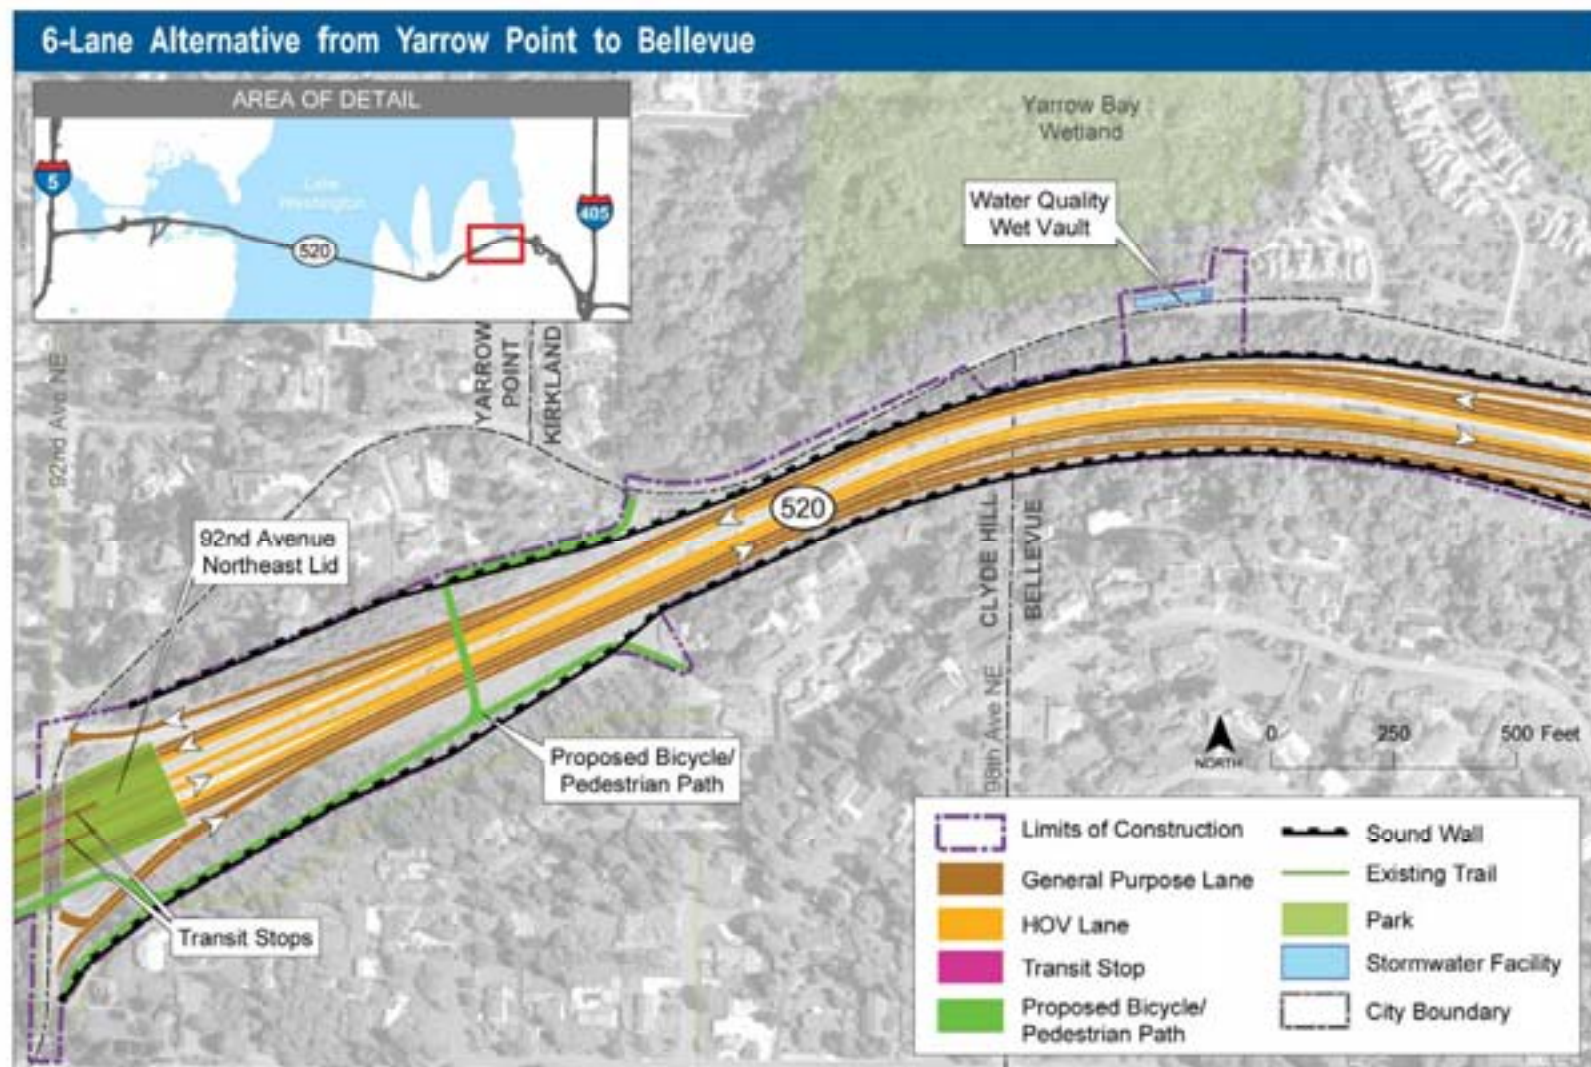 6-Lane Alternative from Yarrow Point to Bellevue
AREA OF DETAIL
5
Lake
Washington
520
405
Yarrow Bay
Wetland
Water Quality
Wet Vault
YARROW
POINT
KIRKLAND
92nd Ave NE
92nd Avenue
Northeast Lid
520
CLYDE HILL
BELLEVUE
98th Ave NE
Proposed Bicycle/
Pedestrian Path
Transit Stops
NORTH
0 250 500 Feet
Limits of Construction
General Purpose Lane
HOV Lane
Transit Stop
Proposed Bicycle/
Pedestrian Path
Sound Wall
Existing Trail
Park
Stormwater Facility
City Boundary